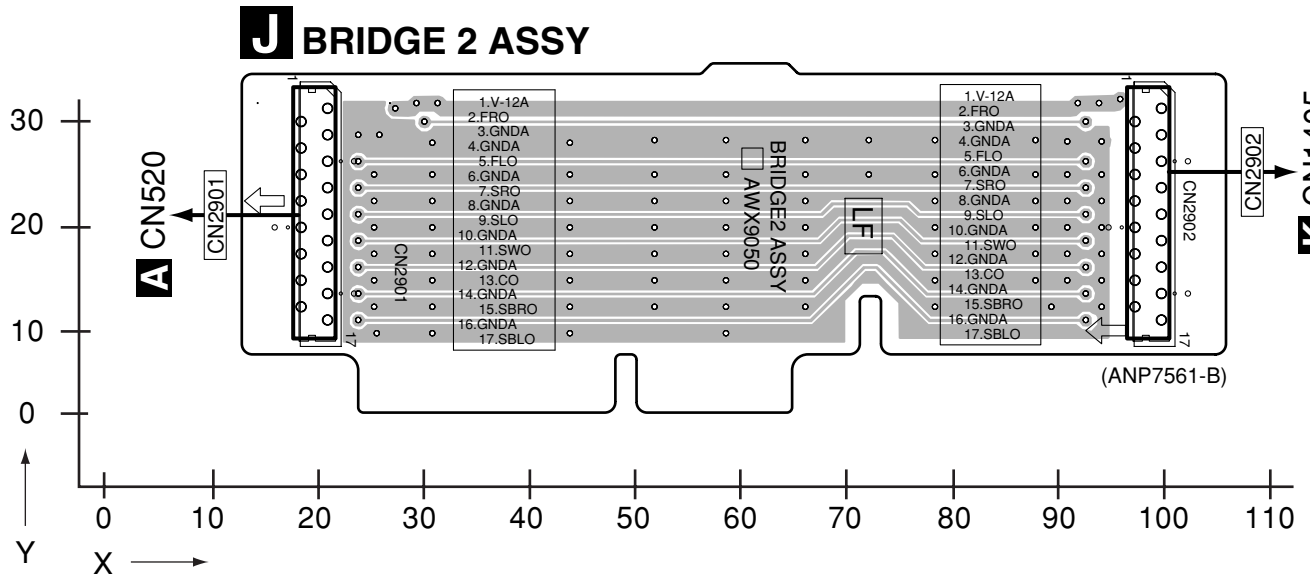 J BRIDGE 2 ASSY
30
20
10
0
Y
A CN520
CN2901
1
17
CN2901
1.V-12A
2.FRO
3.GNDA
4.GNDA
5.FLO
6.GNDA
7.SRO
8.GNDA
9.SLO
10.GNDA
11.SWO
12.GNDA
13.CO
14.GNDA
15.SBRO
16.GNDA
17.SBLO
BRIDGE2 ASSY
AWX9050
LF
1.V-12A
2.FRO
3.GNDA
4.GNDA
5.FLO
6.GNDA
7.SRO
8.GNDA
9.SLO
10.GNDA
11.SWO
12.GNDA
13.CO
14.GNDA
15.SBRO
16.GNDA
17.SBLO
1
17
CN2902
CN2902
(ANP7561-B)
0 10 20 30 40 50 60 70 80 90 100 110
X